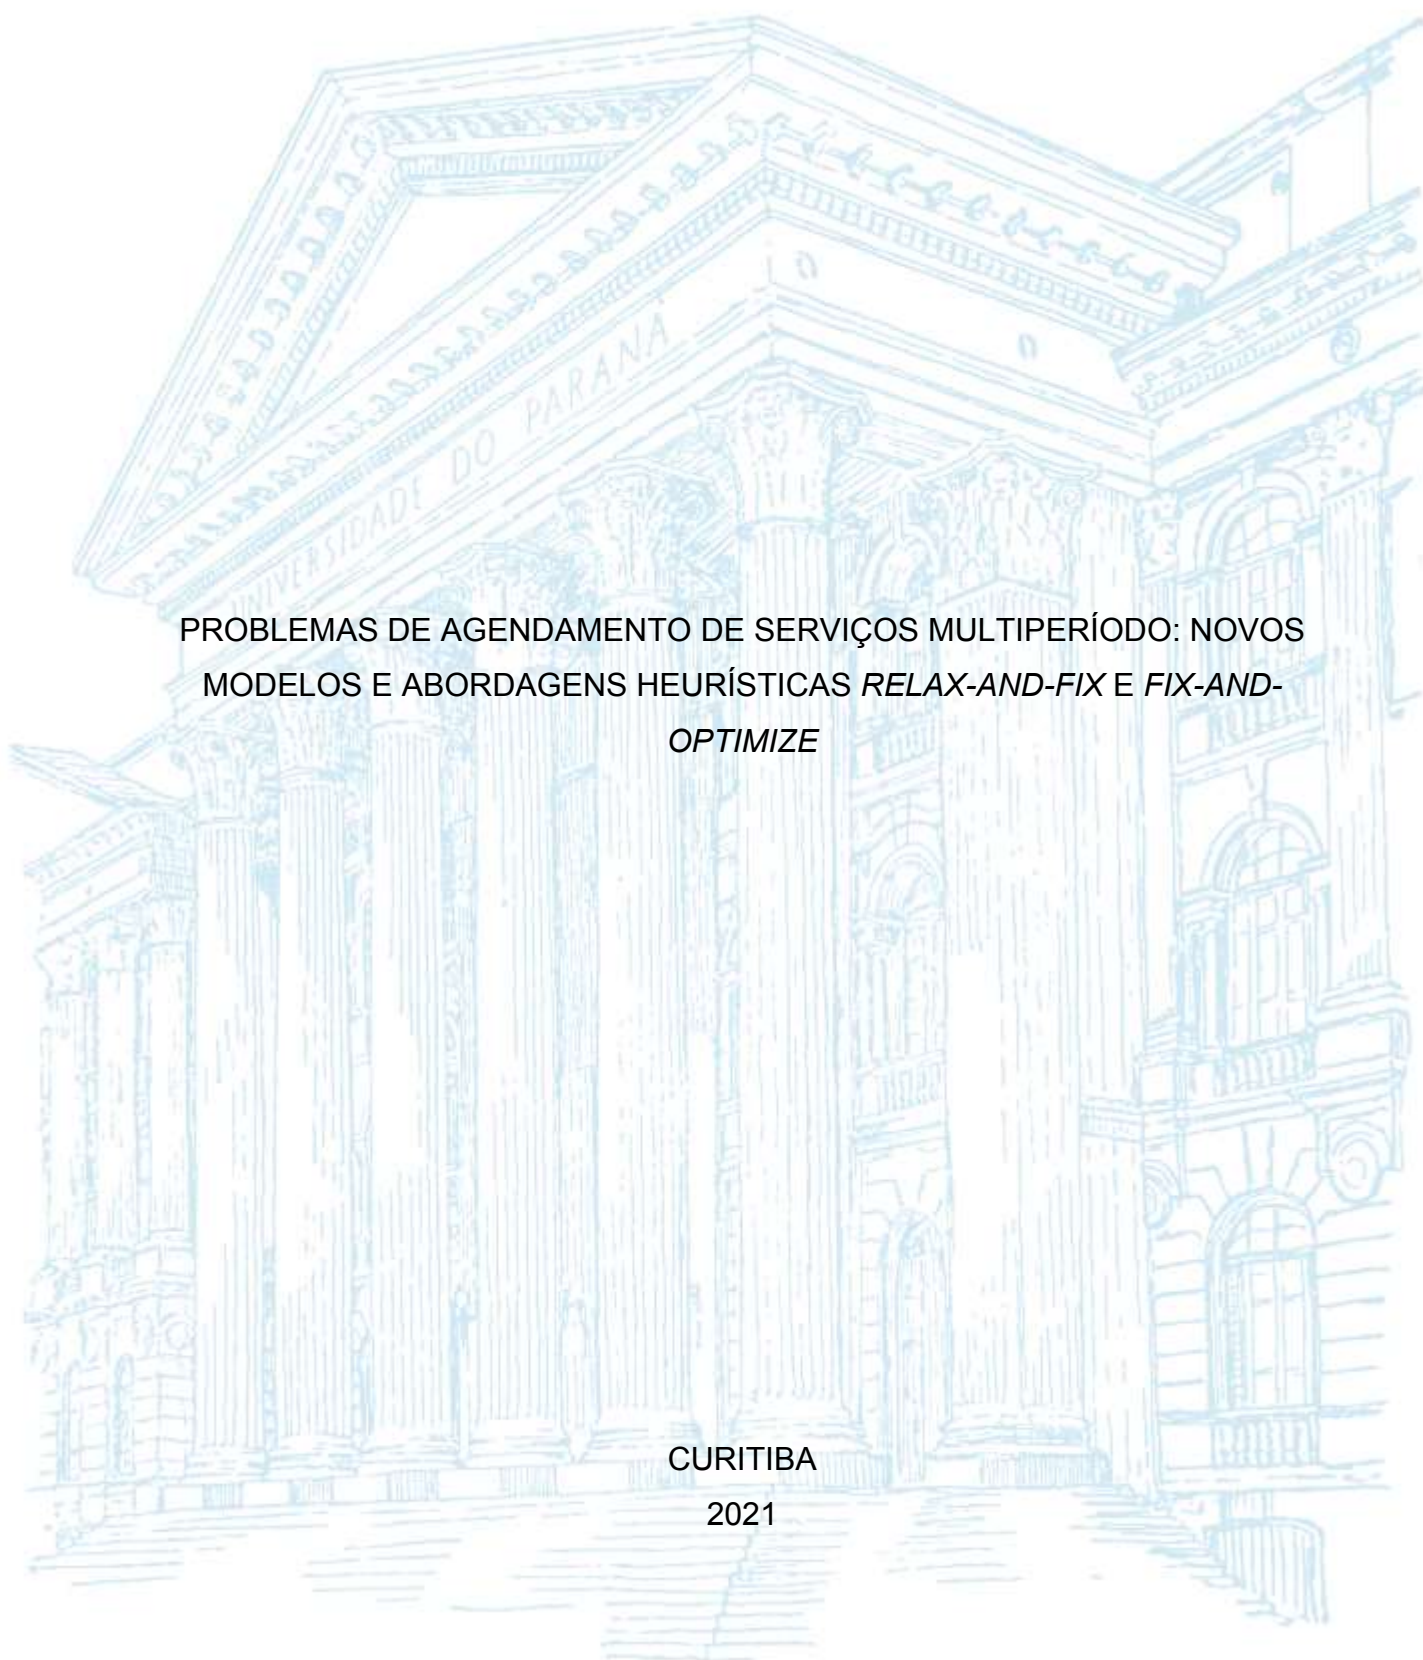 UNIVERSIDADE DO PARANÁ
PROBLEMAS DE AGENDAMENTO DE SERVIÇOS MULTIPERÍODO: NOVOS
MODELOS E ABORDAGENS HEURÍSTICAS RELAX-AND-FIX E FIX-AND-
OPTIMIZE
CURITIBA
2021